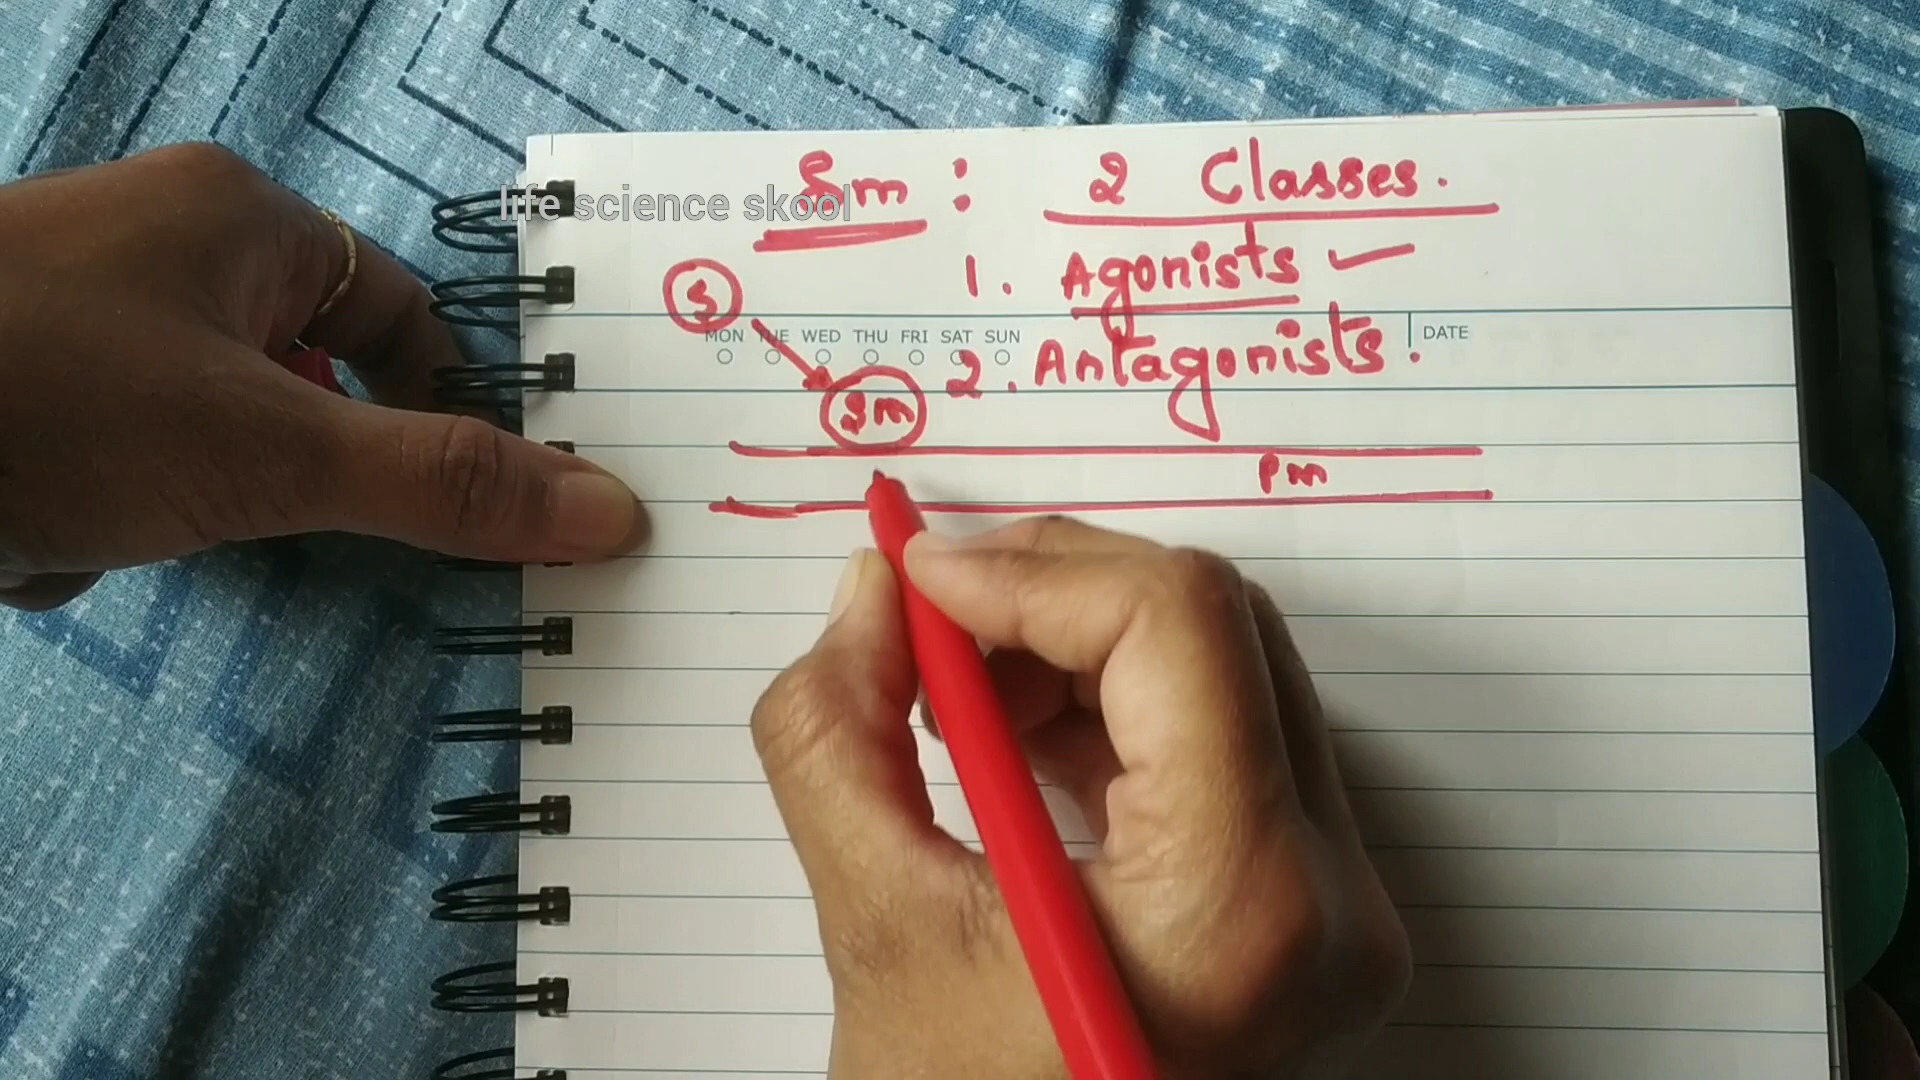 Sm : 2 Classes.
life science skool
1. Agonists
S
MON TUE WED THU FRI SAT SUN
DATE
2. Antagonists.
Sm
Pm